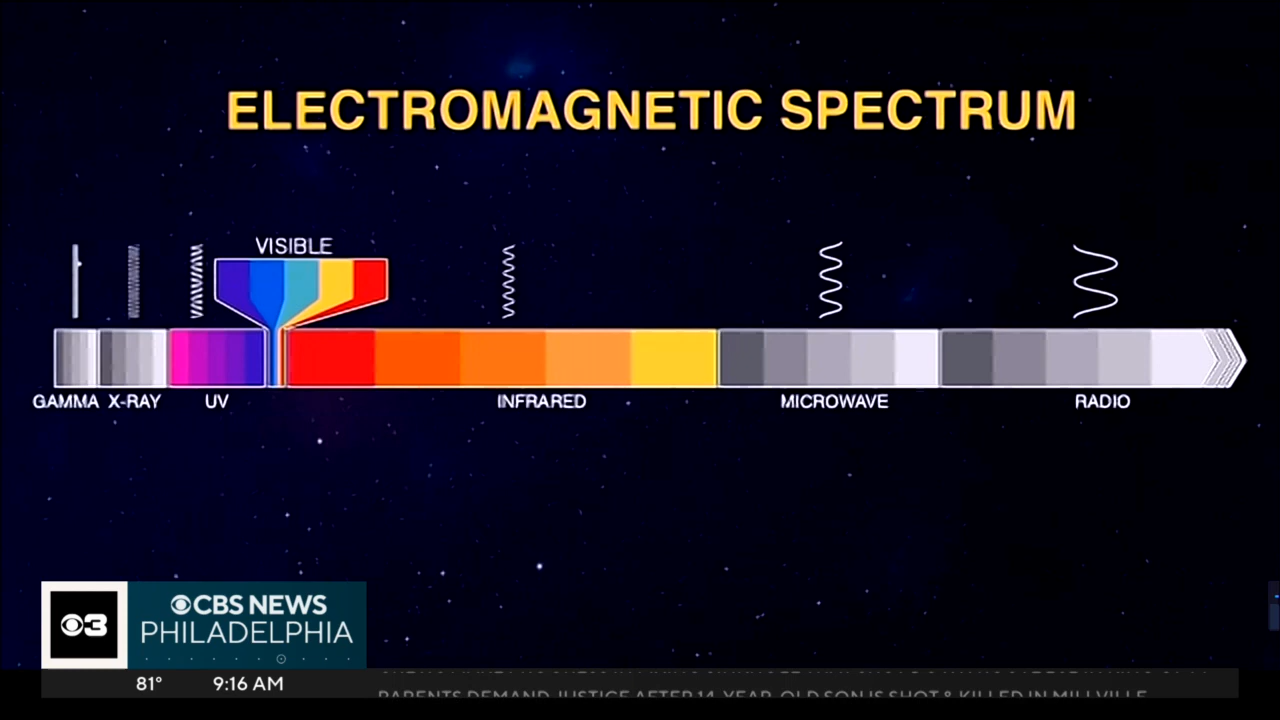 ELECTROMAGNETIC SPECTRUM
VISIBLE
GAMMA X-RAY UV INFRARED MICROWAVE RADIO
3 CBS NEWS
PHILADELPHIA
81° 9:16 AM
PARENTS DEMAND JUSTICE AFTER 14-YEAR-OLD SON IS SHOT & KILLED IN MILLVILLE